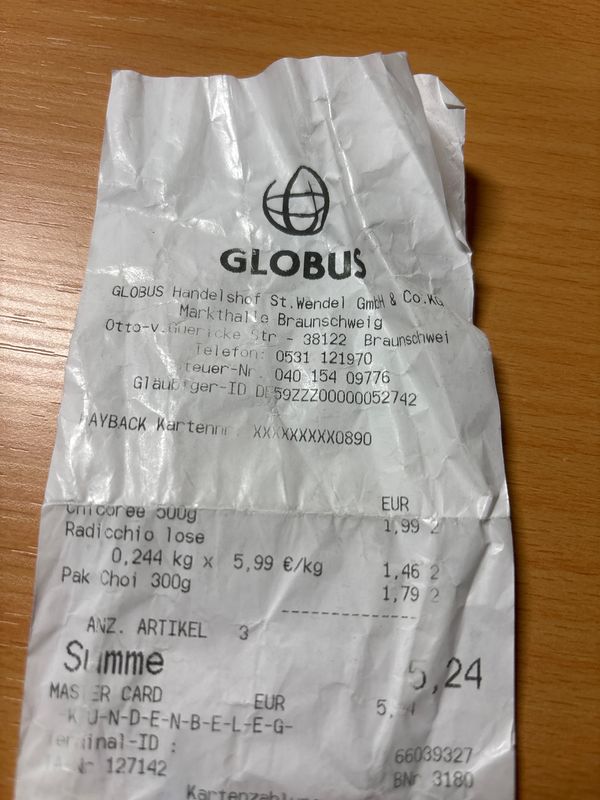 GLOBUS
GLOBUS Handelshof St.Wendel GmbH & Co.KG
Markthalle Braunschweig
Otto-v.Guericke Str - 38122 Braunschwei
Telefon: 0531 121970
teuer-Nr. 040 154 09776
Gläubiger-ID DE59ZZZ00000052742
PAYBACK Kartennr. XXXXXXXXX0890
EUR
Chicoree 500g 1,99 2
Radicchio lose
0,244 kg x 5,99 €/kg 1,46 2
Pak Choi 300g 1,79 2
ANZ. ARTIKEL 3
Summe 5,24
MASTER CARD EUR
K-U-N-D-E-N-B-E-L-E-G-
Terminal-ID : 66039327
TA-Nr 127142 BNr 3180